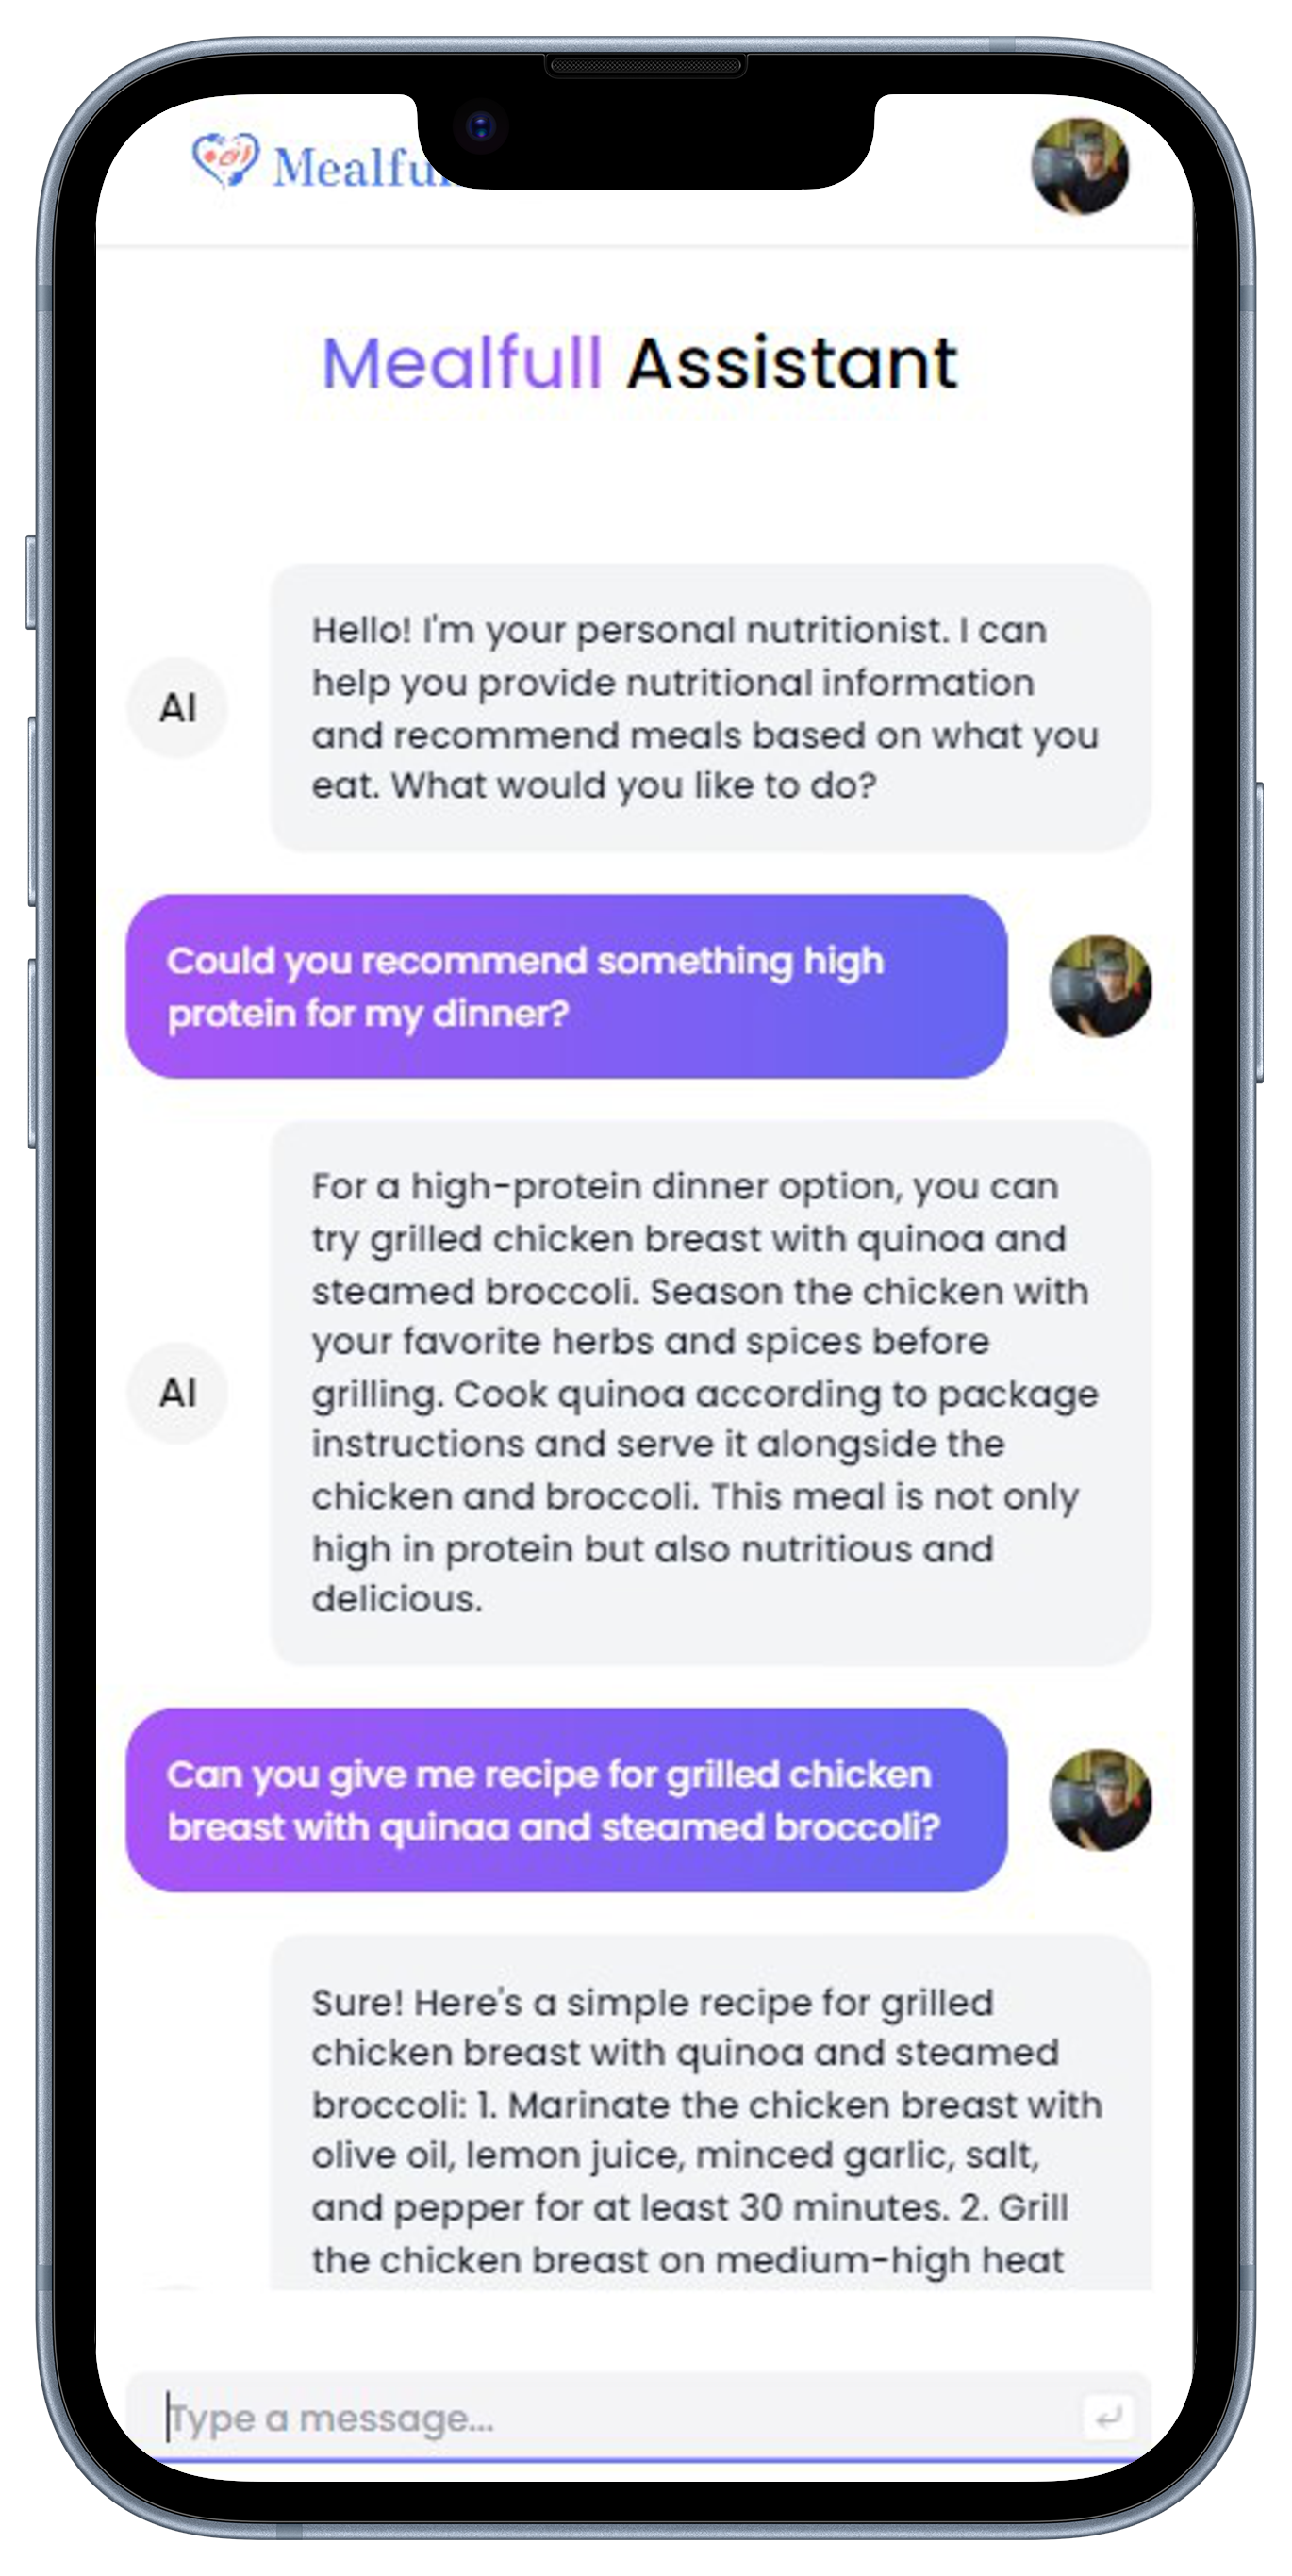 Mealful
Mealfull Assistant
Hello! I'm your personal nutritionist. I can
help you provide nutritional information
and recommend meals based on what you
eat. What would you like to do?
AI
Could you recommend something high
protein for my dinner?
For a high-protein dinner option, you can
try grilled chicken breast with quinoa and
steamed broccoli. Season the chicken with
your favorite herbs and spices before
grilling. Cook quinoa according to package
instructions and serve it alongside the
chicken and broccoli. This meal is not only
high in protein but also nutritious and
delicious.
AI
Can you give me recipe for grilled chicken
breast with quinaa and steamed broccoli?
Sure! Here's a simple recipe for grilled
chicken breast with quinoa and steamed
broccoli: 1. Marinate the chicken breast with
olive oil, lemon juice, minced garlic, salt,
and pepper for at least 30 minutes. 2. Grill
the chicken breast on medium-high heat
Type a message...